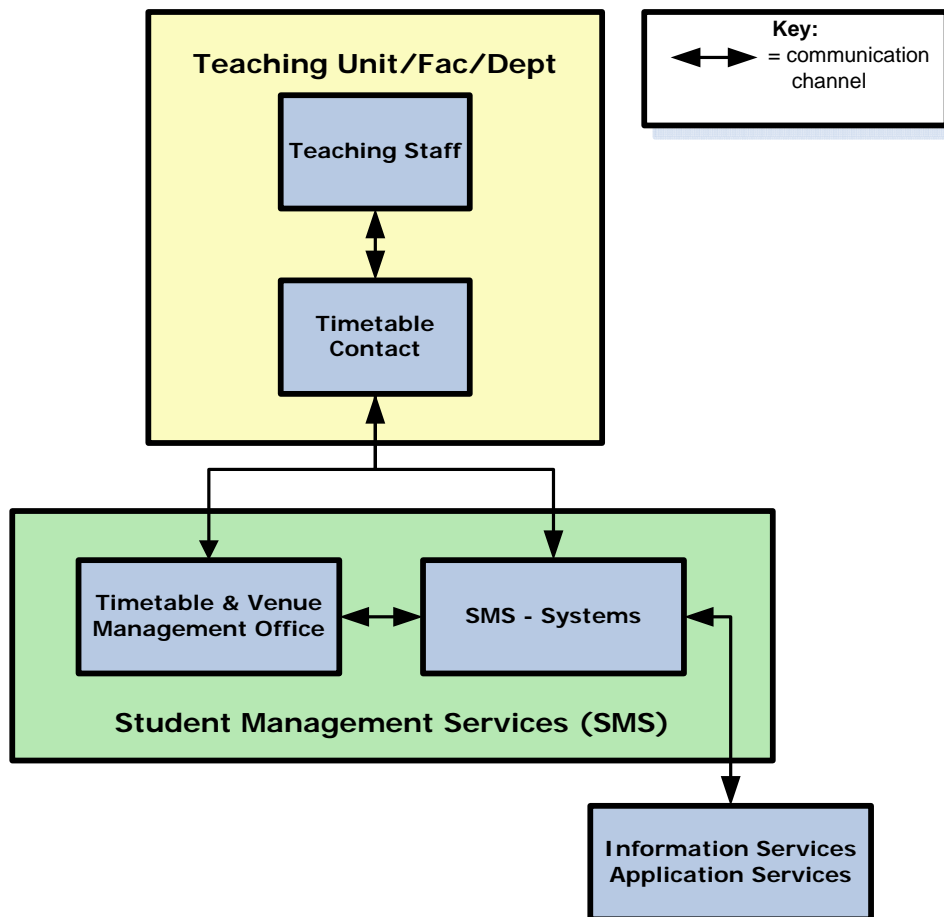 Teaching Unit/Fac/Dept
Teaching Staff
Timetable
Contact
Key:
= communication
channel
Timetable & Venue
Management Office
SMS - Systems
Student Management Services (SMS)
Information Services
Application Services